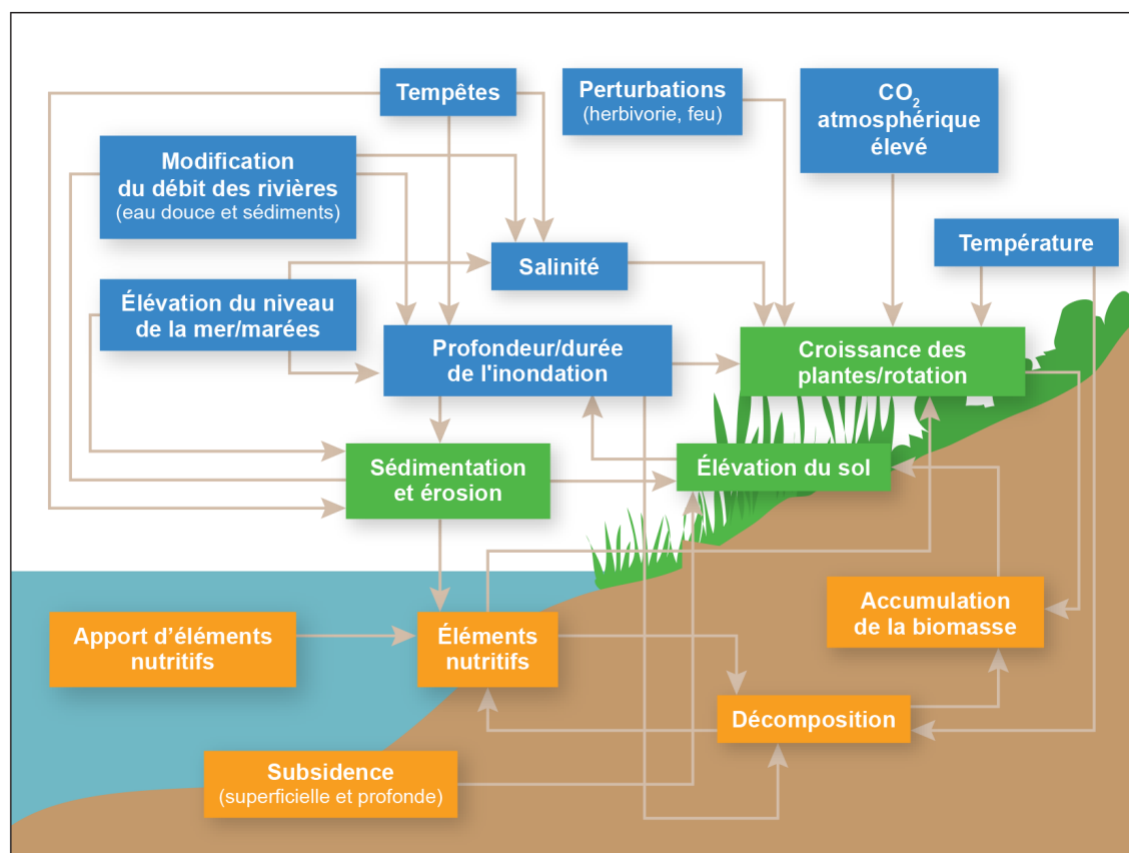 Tempêtes
Perturbations
(herbivorie, feu)
CO2
atmosphérique
élevé
Modification
du débit des rivières
(eau douce et sédiments)
Température
Salinité
Élévation du niveau
de la mer/marées
Profondeur/durée
de l'inondation
Croissance des
plantes/rotation
Sédimentation
et érosion
Élévation du sol
Accumulation
de la biomasse
Apport d’éléments
nutritifs
Éléments
nutritifs
Décomposition
Subsidence
(superficielle et profonde)